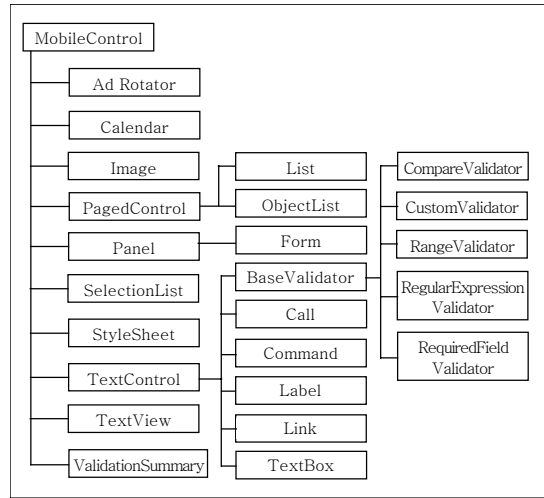 MobileControl
Ad Rotator
Calendar
Image
PagedControl
Panel
SelectionList
StyleSheet
TextControl
TextView
ValidationSummary
List
ObjectList
Form
BaseValidator
Call
Command
Label
Link
TextBox
CompareValidator
CustomValidator
RangeValidator
RegularExpression
Validator
RequiredField
Validator